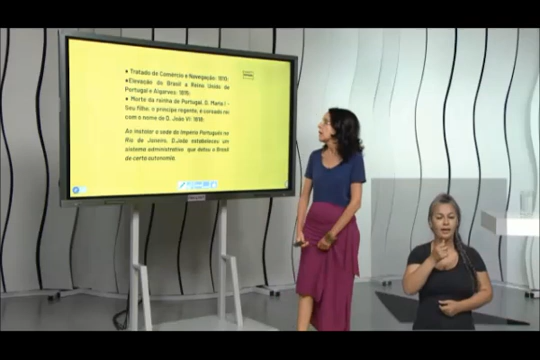 • Tratado de Comércio e Navegação: 1810;
•Elevação do Brasil a Reino Unido de
Portugal e Algarves: 1815;
• Morte da rainha de Portugal, D. Maria I -
Seu filho, o príncipe regente, é coroado rei
com o nome de D. João VI: 1816;
Ao instalar a sede do Império Português no
Rio de Janeiro, D.João estabeleceu um
sistema administrativo que dotou o Brasil
de certa autonomia.